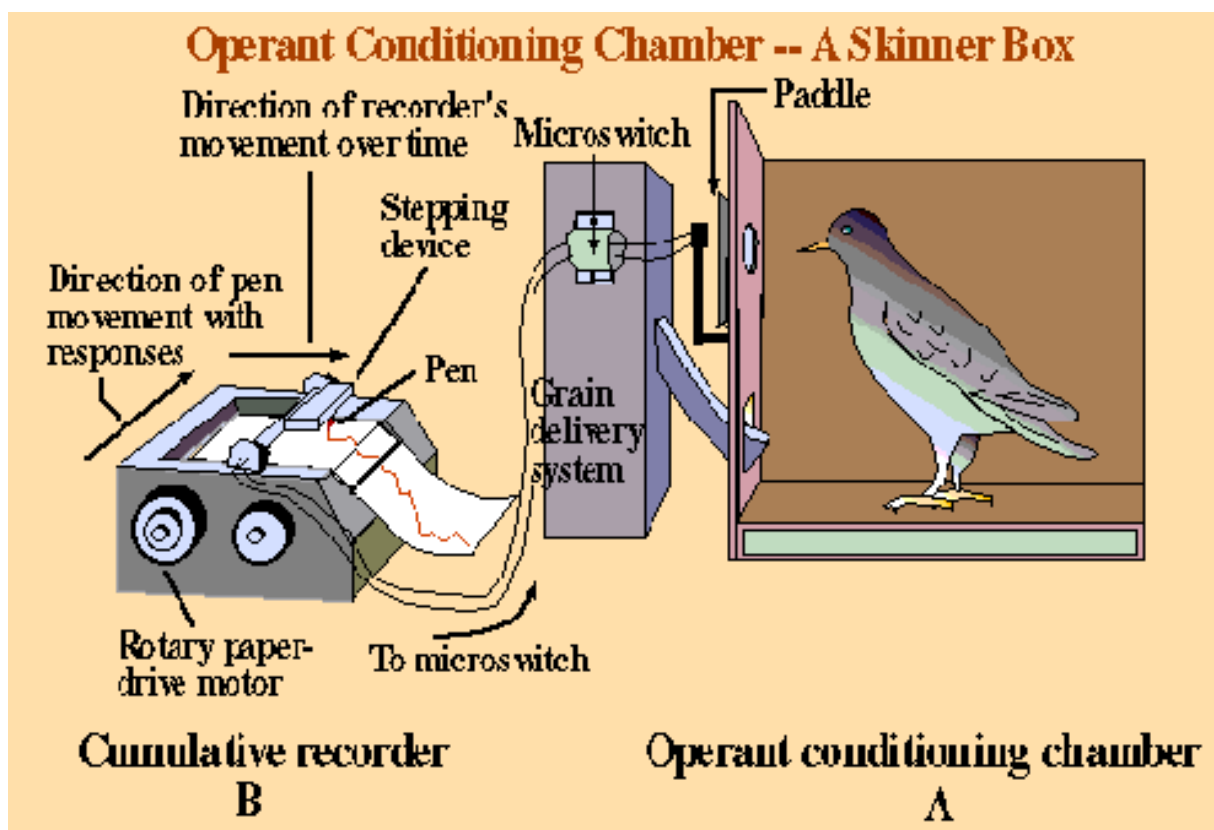 Operant Conditioning Chamber -- A Skinner Box
Direction of recorder's
movement over time
Microswitch
Paddle
Stepping
device
Direction of pen
movement with
responses
Pen
Grain
delivery
system
Rotary paper-
drive motor
To microswitch
Cumulative recorder
B
Operant conditioning chamber
A